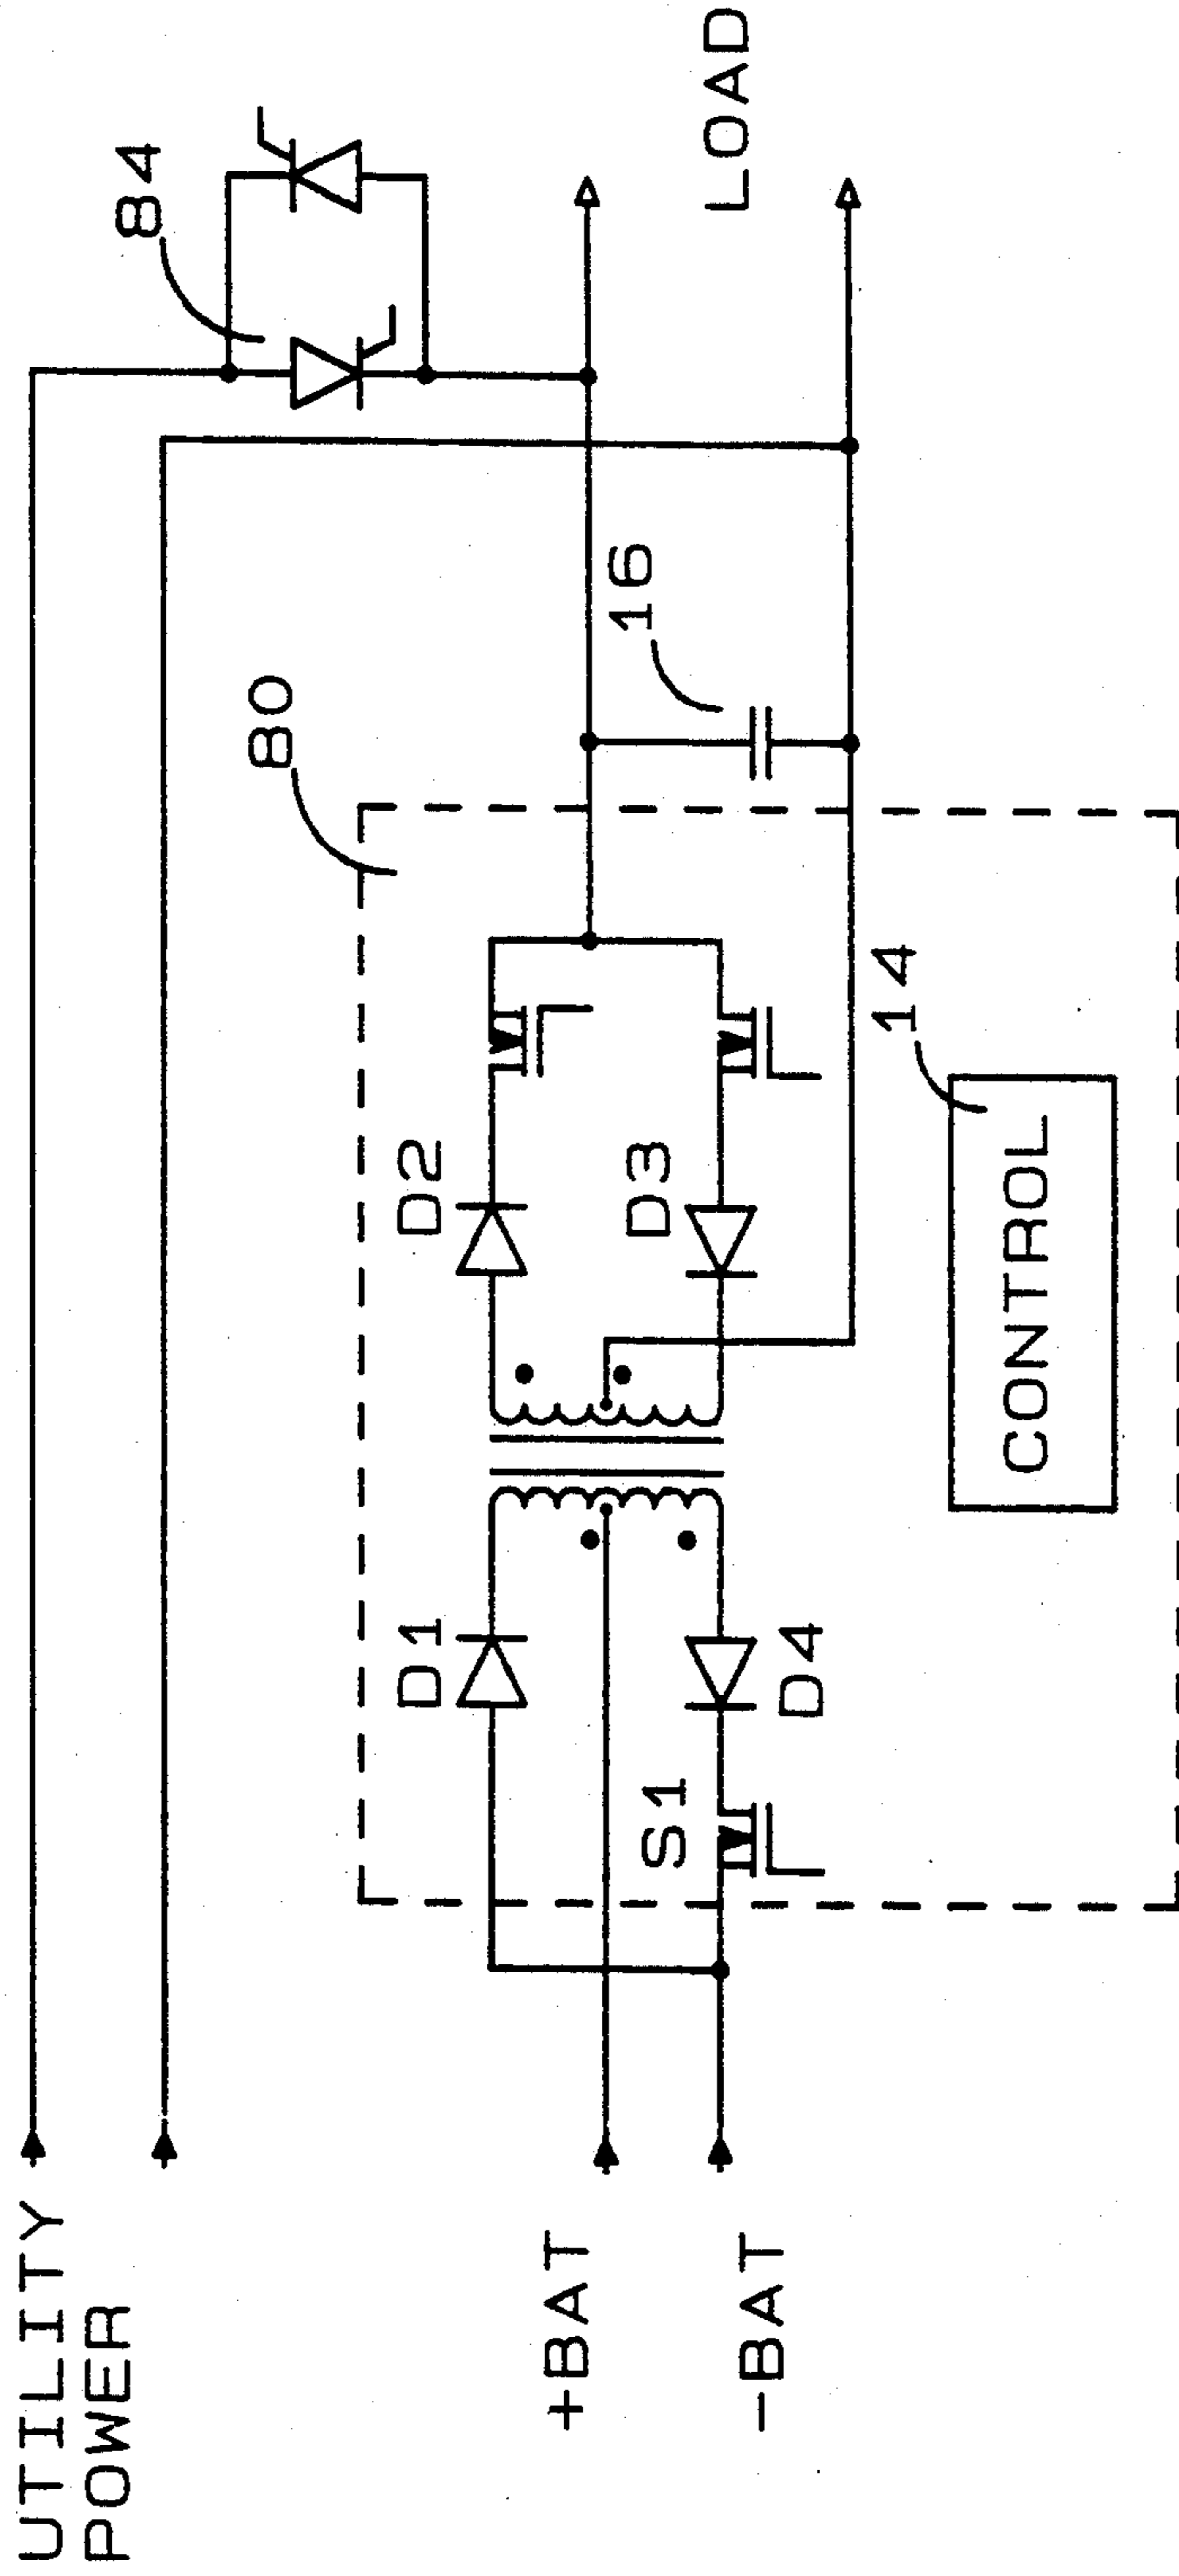 UTILITY
POWER
84
80
D2
16
LOAD
D1
D3
S1
+BAT
D4
14
-BAT
CONTROL